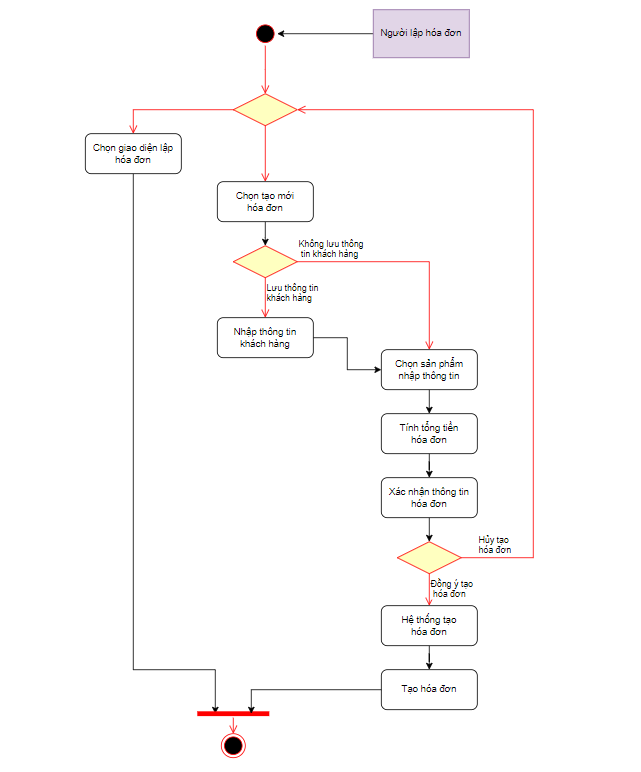 Người lập hóa đơn
Chọn giao diện lập
hóa đơn
Chọn tạo mới
hóa đơn
Không lưu thông
tin khách hàng
Lưu thông tin
khách hàng
Nhập thông tin
khách hàng
Chọn sản phẩm
nhập thông tin
Tính tổng tiền
hóa đơn
Xác nhận thông tin
hóa đơn
Hủy tạo
hóa đơn
Đồng ý tạo
hóa đơn
Hệ thống tạo
hóa đơn
Tạo hóa đơn